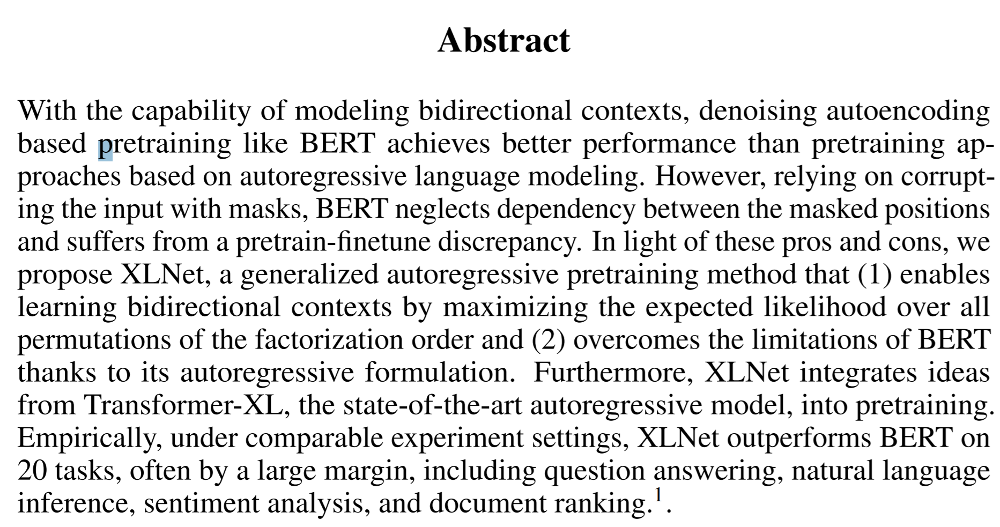 Abstract
With the capability of modeling bidirectional contexts, denoising autoencoding
based pretraining like BERT achieves better performance than pretraining ap-
proaches based on autoregressive language modeling. However, relying on corrupt-
ing the input with masks, BERT neglects dependency between the masked positions
and suffers from a pretrain-finetune discrepancy. In light of these pros and cons, we
propose XLNet, a generalized autoregressive pretraining method that (1) enables
learning bidirectional contexts by maximizing the expected likelihood over all
permutations of the factorization order and (2) overcomes the limitations of BERT
thanks to its autoregressive formulation. Furthermore, XLNet integrates ideas
from Transformer-XL, the state-of-the-art autoregressive model, into pretraining.
Empirically, under comparable experiment settings, XLNet outperforms BERT on
20 tasks, often by a large margin, including question answering, natural language
inference, sentiment analysis, and document ranking.¹.